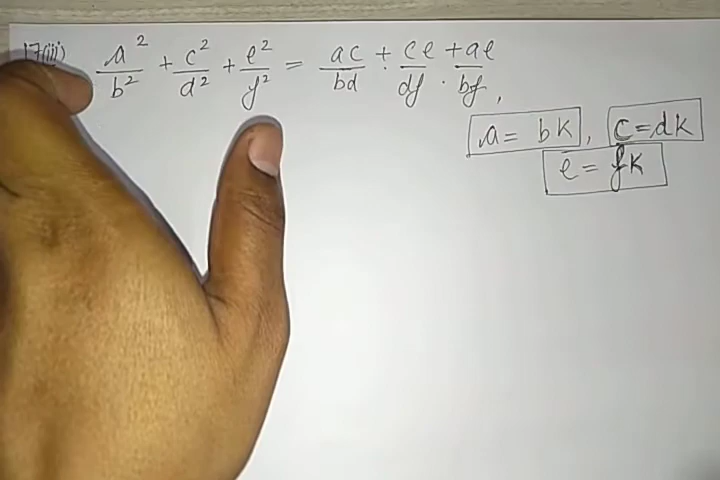 17(iii) a²/b² + c²/d² + e²/f² = ac/bd + ce/df + ae/bf,
a = bk, c = dk
e = fk